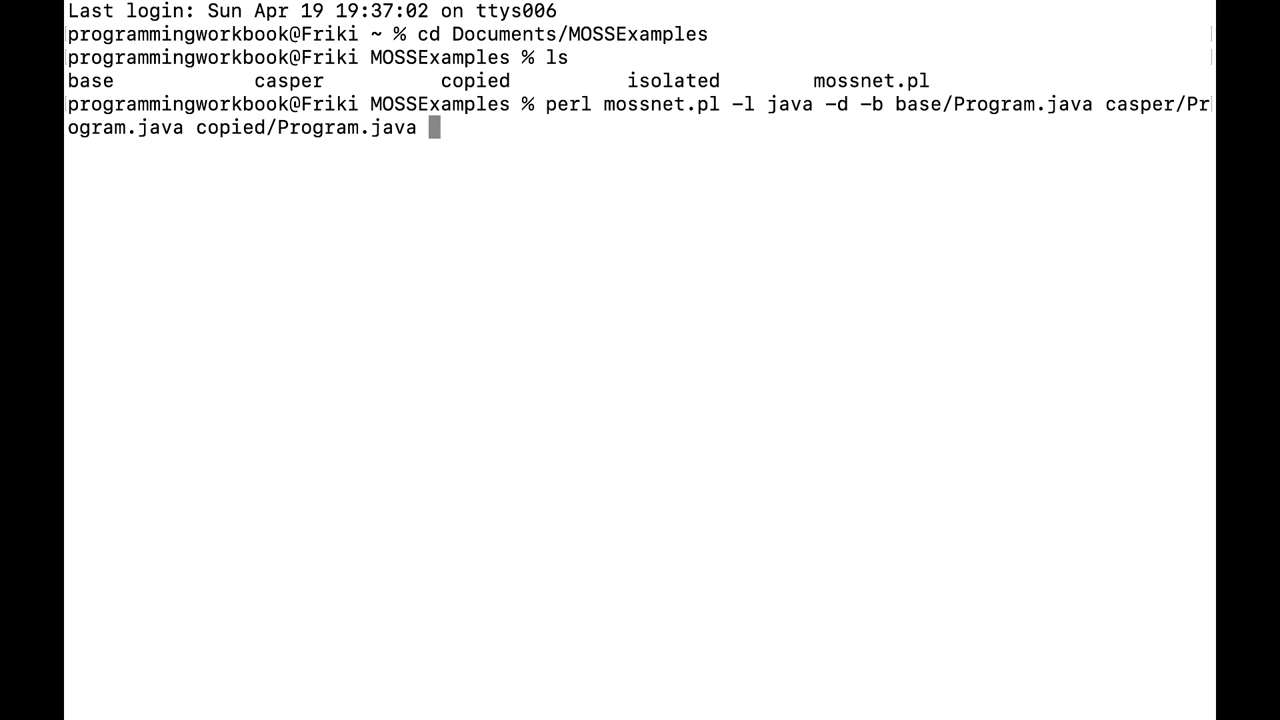 Last login: Sun Apr 19 19:37:02 on ttys006
programmingworkbook@Friki ~ % cd Documents/MOSSExamples
programmingworkbook@Friki MOSSExamples % ls
base casper copied isolated mossnet.pl
programmingworkbook@Friki MOSSExamples % perl mossnet.pl -l java -d -b base/Program.java casper/Pr
ogram.java copied/Program.java